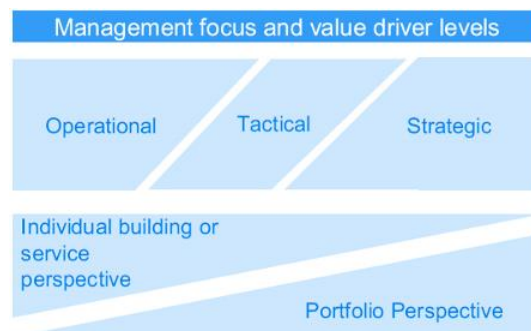 Management focus and value driver levels
Operational
Tactical
Strategic
Individual building or
service
perspective
Portfolio Perspective